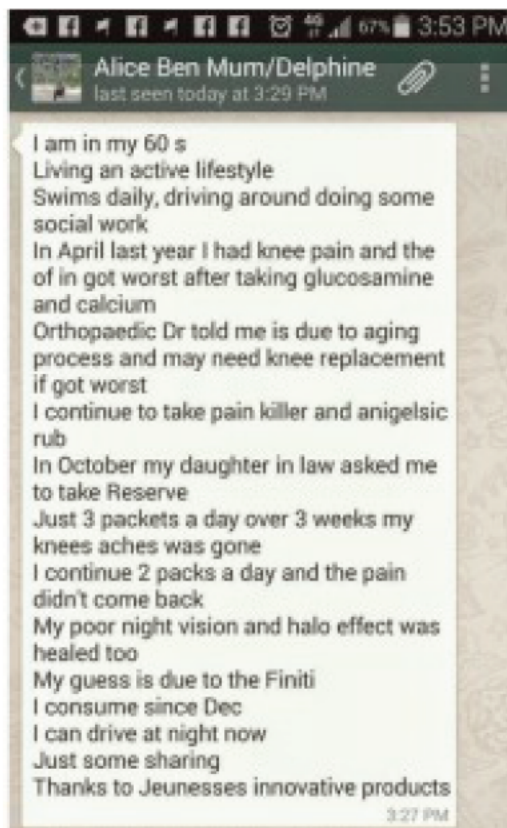 4G 67% 3:53 PM
Alice Ben Mum/Delphine
last seen today at 3:29 PM
I am in my 60 s
Living an active lifestyle
Swims daily, driving around doing some
social work
In April last year I had knee pain and the
of in got worst after taking glucosamine
and calcium
Orthopaedic Dr told me is due to aging
process and may need knee replacement
if got worst
I continue to take pain killer and anigelsic
rub
In October my daughter in law asked me
to take Reserve
Just 3 packets a day over 3 weeks my
knees aches was gone
I continue 2 packs a day and the pain
didn't come back
My poor night vision and halo effect was
healed too
My guess is due to the Finiti
I consume since Dec
I can drive at night now
Just some sharing
Thanks to Jeunesses innovative products
3:27 PM